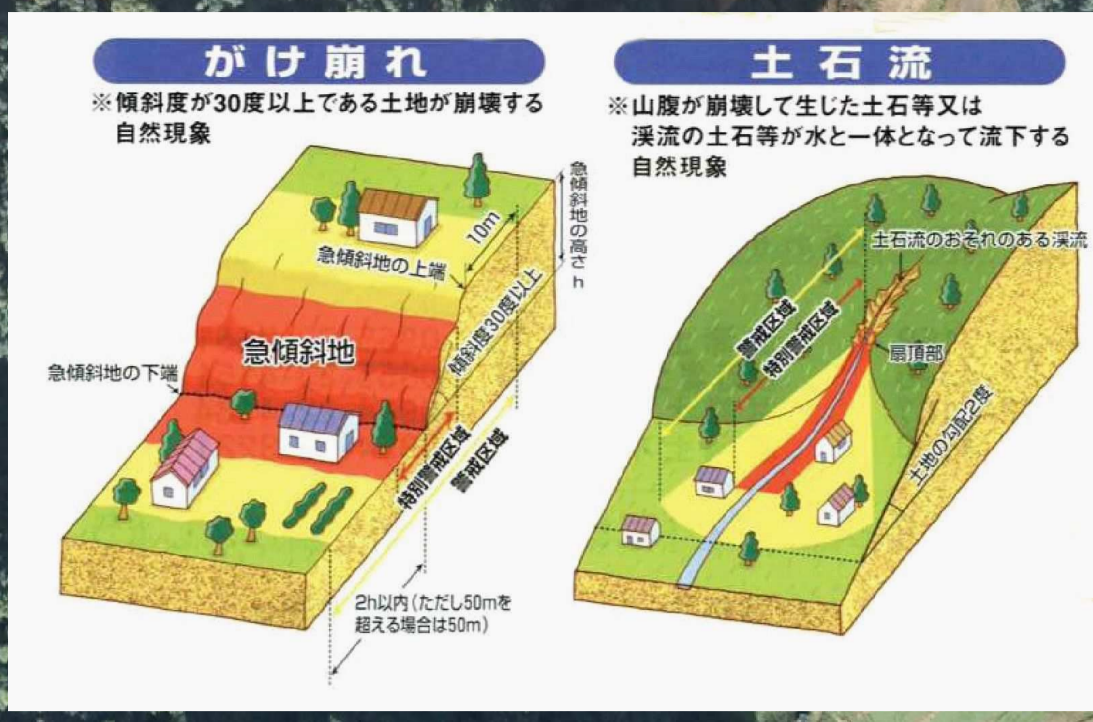 がけ崩れ
※傾斜度が30度以上である土地が崩壊する
自然現象
急傾斜地の高さh
10m
急傾斜地の上端
傾斜度30度以上
急傾斜地
急傾斜地の下端
特別警戒区域
警戒区域
2h以内(ただし50mを
超える場合は50m)
土石流
※山腹が崩壊して生じた土石等又は
渓流の土石等が水と一体となって流下する
自然現象
土石流のおそれのある渓流
警戒区域
特別警戒区域
扇頂部
土地の勾配2度